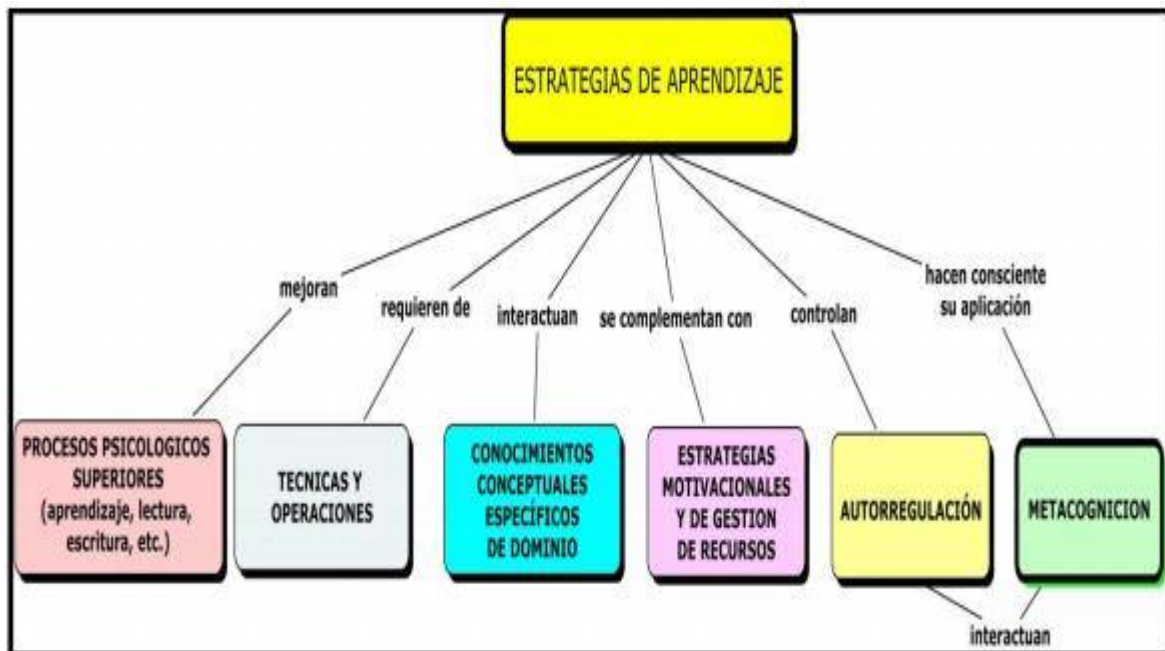 ESTRATEGIAS DE APRENDIZAJE
mejoran
requieren de
interactuan
se complementan con
controlan
hacen consciente
su aplicación
PROCESOS PSICOLOGICOS
SUPERIORES
(aprendizaje, lectura,
escritura, etc.)
TECNICAS Y
OPERACIONES
CONOCIMIENTOS
CONCEPTUALES
ESPECÍFICOS
DE DOMINIO
ESTRATEGIAS
MOTIVACIONALES
Y DE GESTION
DE RECURSOS
AUTORREGULACIÓN
METACOGNICION
interactuan